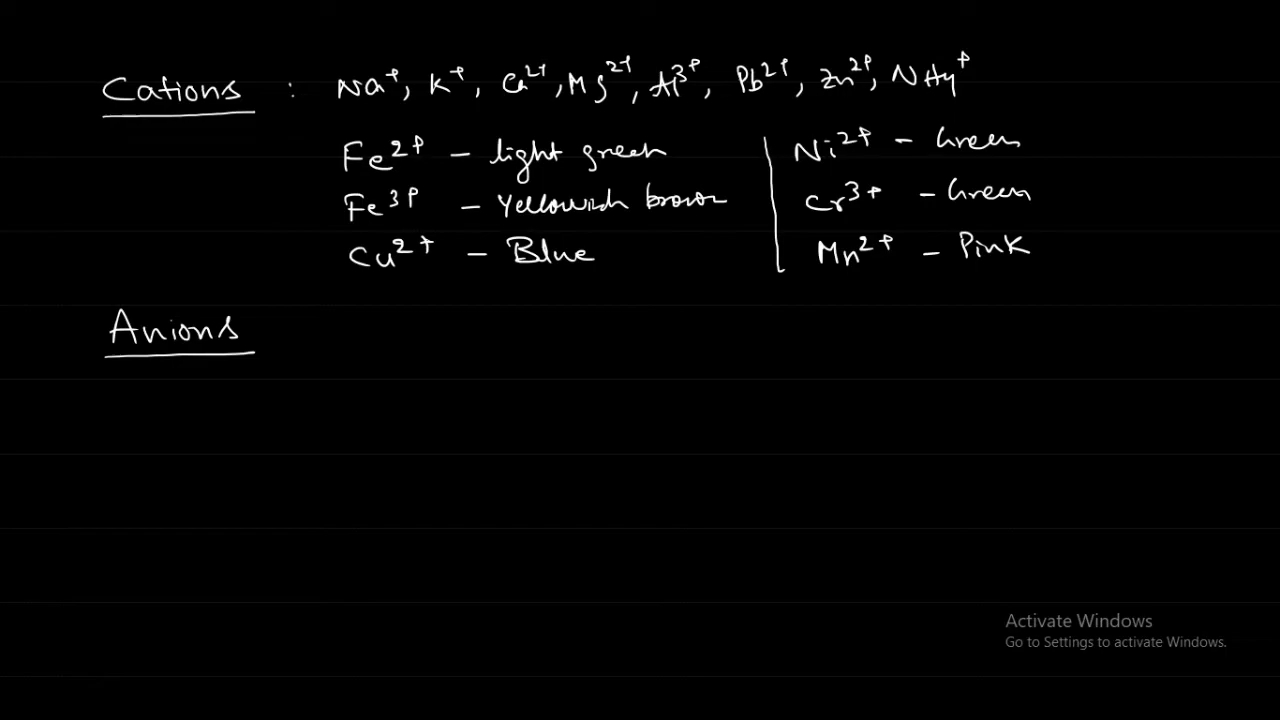 Cations : Na⁺, K⁺, Ca²⁺, Mg²⁺, Al³⁺, Pb²⁺, Zn²⁺, NH₄⁺
Fe²⁺ – light green
Fe³⁺ – Yellowish brown
Cu²⁺ – Blue
Ni²⁺ – Green
Cr³⁺ – Green
Mn²⁺ – Pink
Anions
Activate Windows
Go to Settings to activate Windows.